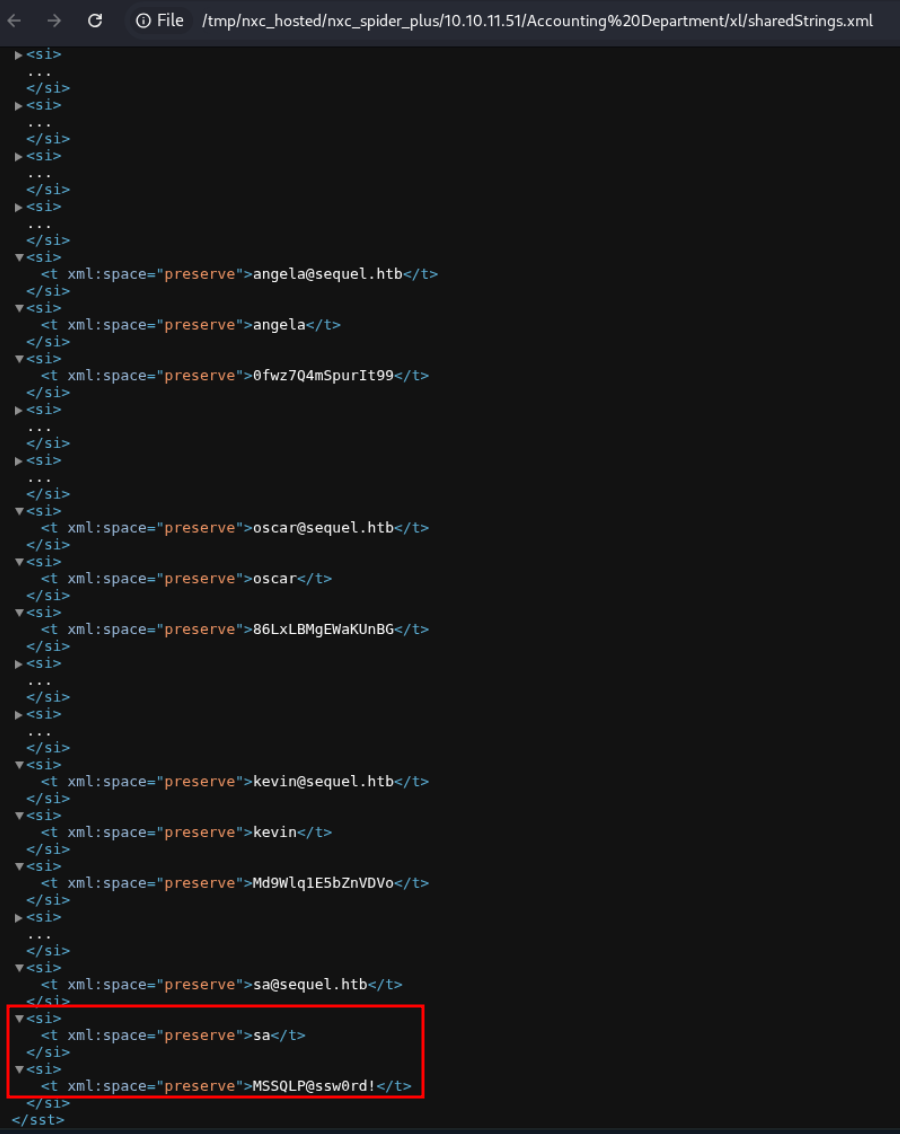 File /tmp/nxc_hosted/nxc_spider_plus/10.10.11.51/Accounting%20Department/xl/sharedStrings.xml
<si>
...
</si>
<si>
...
</si>
<si>
...
</si>
<si>
...
</si>
<si>
<t xml:space="preserve">angela@sequel.htb</t>
</si>
<si>
<t xml:space="preserve">angela</t>
</si>
<si>
<t xml:space="preserve">0fwz7Q4mSpurIt99</t>
</si>
<si>
...
</si>
<si>
...
</si>
<si>
<t xml:space="preserve">oscar@sequel.htb</t>
</si>
<si>
<t xml:space="preserve">oscar</t>
</si>
<si>
<t xml:space="preserve">86LxLBMgEWaKUnBG</t>
</si>
<si>
...
</si>
<si>
...
</si>
<si>
<t xml:space="preserve">kevin@sequel.htb</t>
</si>
<si>
<t xml:space="preserve">kevin</t>
</si>
<si>
<t xml:space="preserve">Md9Wlq1E5bZnVDVo</t>
</si>
<si>
...
</si>
<si>
<t xml:space="preserve">sa@sequel.htb</t>
</si>
<si>
<t xml:space="preserve">sa</t>
</si>
<si>
<t xml:space="preserve">MSSQLP@ssw0rd!</t>
</si>
</sst>